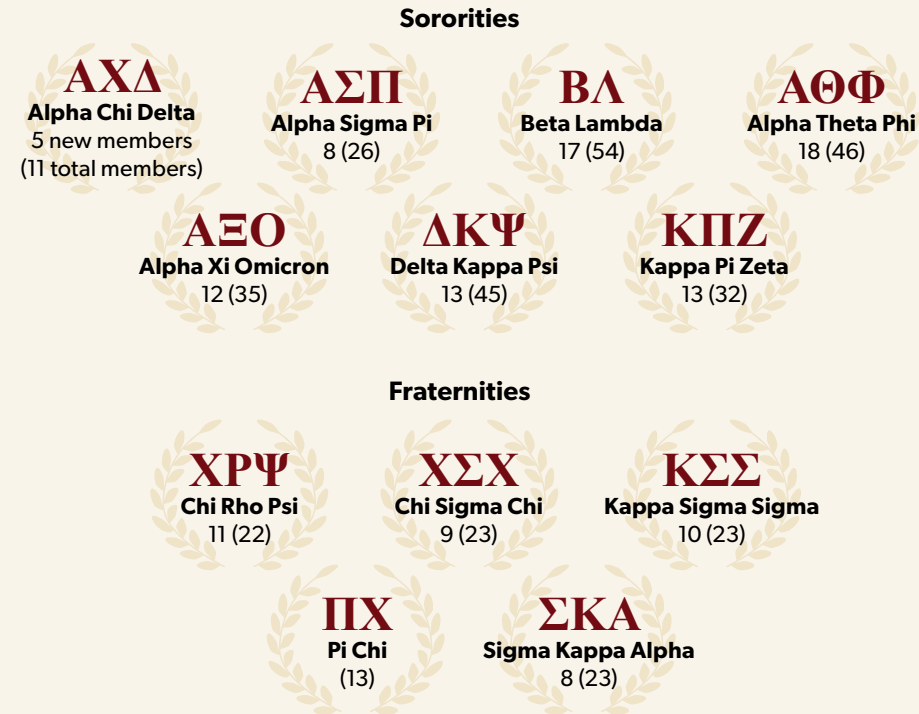 Sororities
ΑΧΔ
Alpha Chi Delta
5 new members
(11 total members)
ΑΣΠ
Alpha Sigma Pi
8 (26)
ΒΛ
Beta Lambda
17 (54)
ΑΘΦ
Alpha Theta Phi
18 (46)
ΑΞΟ
Alpha Xi Omicron
12 (35)
ΔΚΨ
Delta Kappa Psi
13 (45)
ΚΠΖ
Kappa Pi Zeta
13 (32)
Fraternities
ΧΡΨ
Chi Rho Psi
11 (22)
ΧΣΧ
Chi Sigma Chi
9 (23)
ΚΣΣ
Kappa Sigma Sigma
10 (23)
ΠΧ
Pi Chi
(13)
ΣΚΑ
Sigma Kappa Alpha
8 (23)